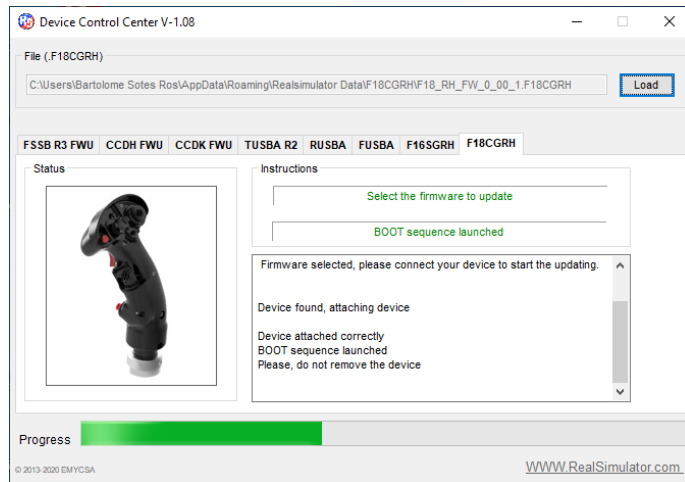 Device Control Center V-1.08
File (.F18CGRH)
C:\Users\Bartolome Sotes Ros\AppData\Roaming\Realsimulator Data\F18CGRH\F18_RH_FW_0_00_1.F18CGRH
Load
FSSB R3 FWU CCDH FWU CCDK FWU TUSBA R2 RUSBA FUSBA F16SGRH F18CGRH
Status
Instructions
Select the firmware to update
BOOT sequence launched
Firmware selected, please connect your device to start the updating.
Device found, attaching device
Device attached correctly
BOOT sequence launched
Please, do not remove the device
Progress
© 2013-2020 EMYCSA
WWW.RealSimulator.com